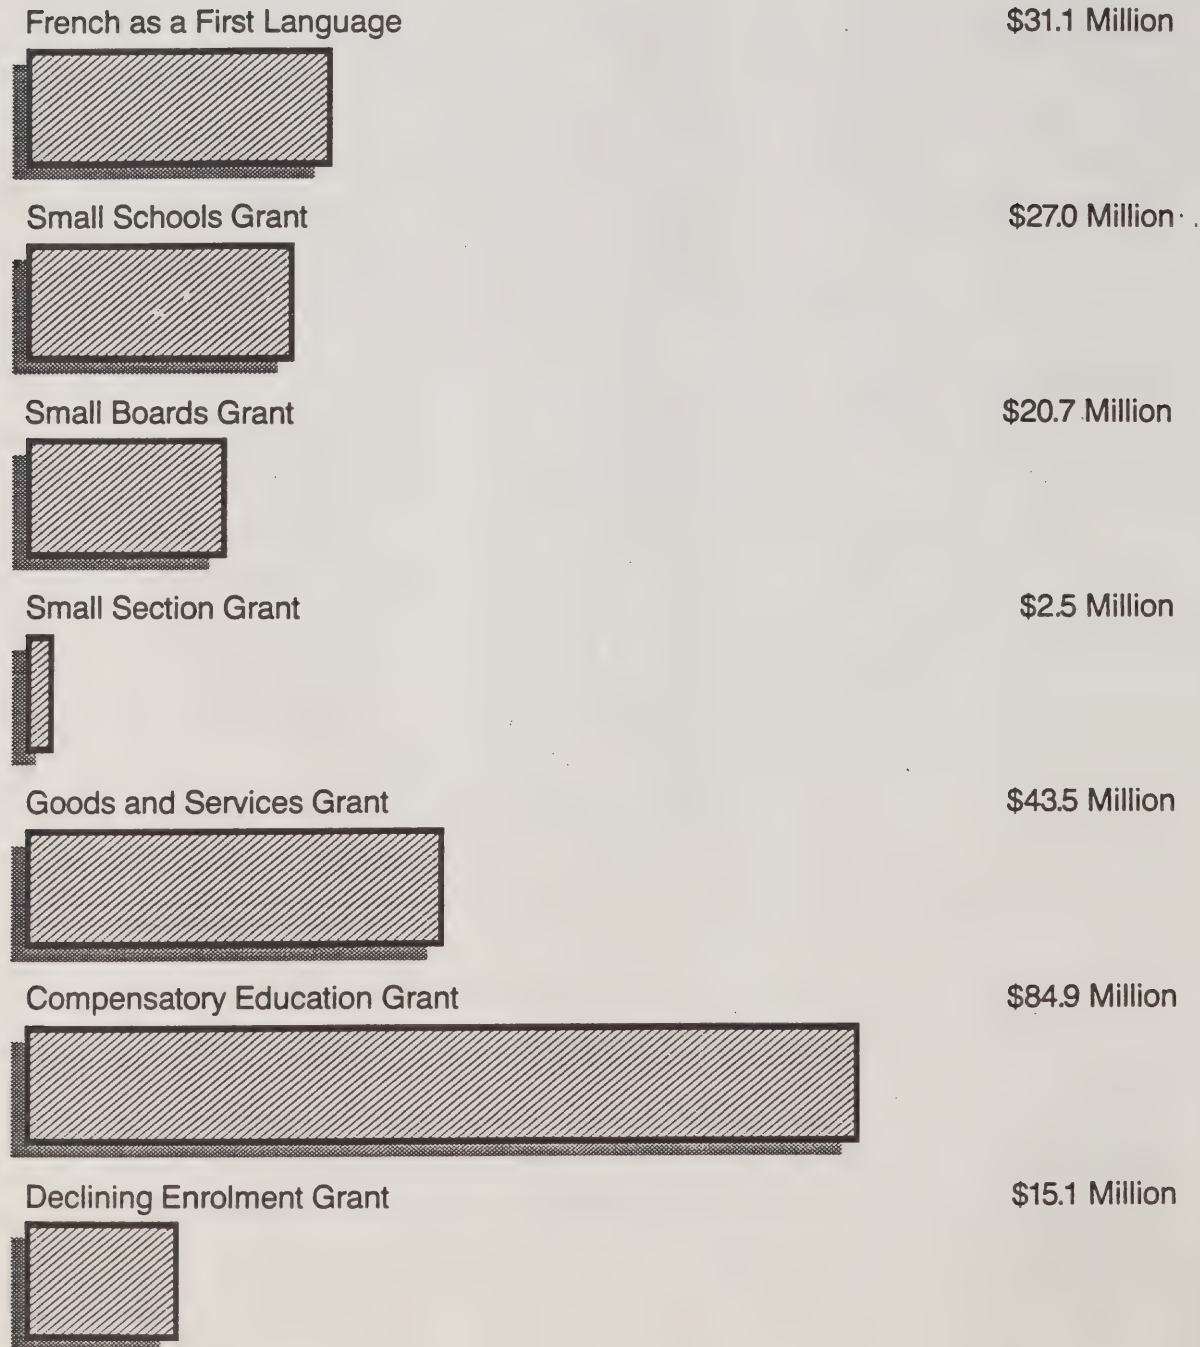 French as a First Language $31.1 Million
Small Schools Grant $27.0 Million
Small Boards Grant $20.7 Million
Small Section Grant $2.5 Million
Goods and Services Grant $43.5 Million
Compensatory Education Grant $84.9 Million
Declining Enrolment Grant $15.1 Million